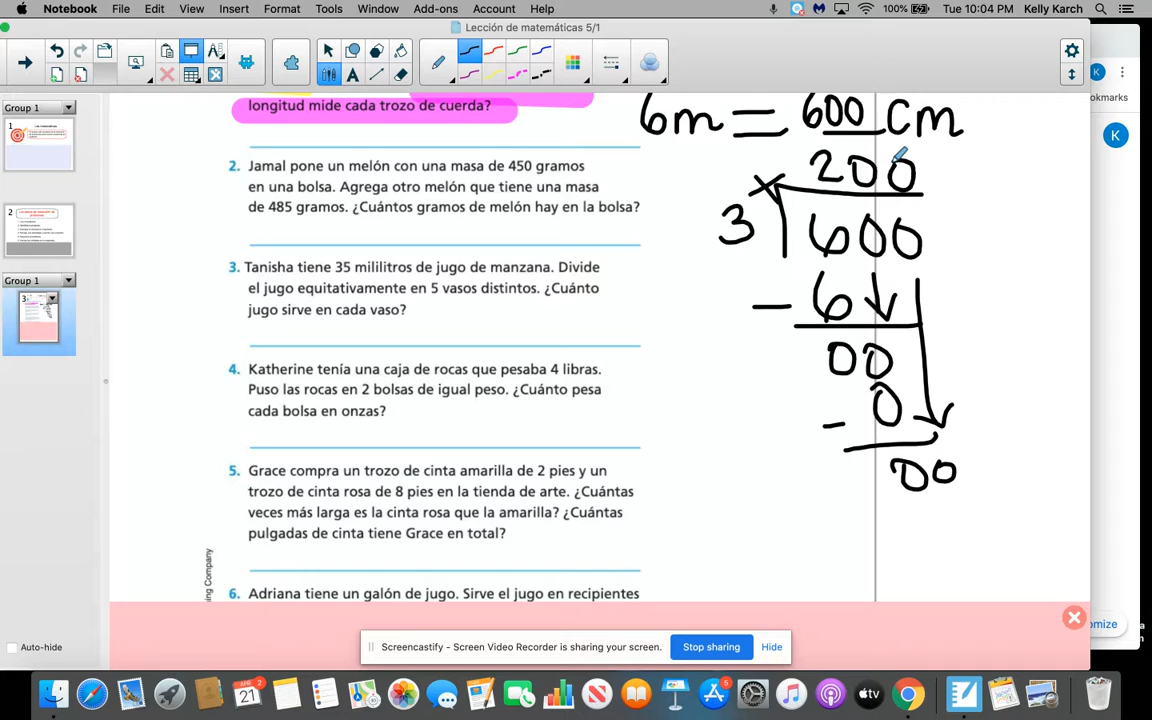 Notebook File Edit View Insert Format Tools Window Add-ons Account Help 100% Tue 10:04 PM Kelly Karch
Lección de matemáticas 5/1
Group 1
1
2
Group 1
3
Auto-hide
longitud mide cada trozo de cuerda?
2. Jamal pone un melón con una masa de 450 gramos
en una bolsa. Agrega otro melón que tiene una masa
de 485 gramos. ¿Cuántos gramos de melón hay en la bolsa?
3. Tanisha tiene 35 mililitros de jugo de manzana. Divide
el jugo equitativamente en 5 vasos distintos. ¿Cuánto
jugo sirve en cada vaso?
4. Katherine tenía una caja de rocas que pesaba 4 libras.
Puso las rocas en 2 bolsas de igual peso. ¿Cuánto pesa
cada bolsa en onzas?
5. Grace compra un trozo de cinta amarilla de 2 pies y un
trozo de cinta rosa de 8 pies en la tienda de arte. ¿Cuántas
veces más larga es la cinta rosa que la amarilla? ¿Cuántas
pulgadas de cinta tiene Grace en total?
6. Adriana tiene un galón de jugo. Sirve el jugo en recipientes
ning Company
6m = 600 cm
200
3 600
- 6
00
- 0
00
K
okmarks
K
omize
Screencastify - Screen Video Recorder is sharing your screen. Stop sharing Hide
APR 21
tv